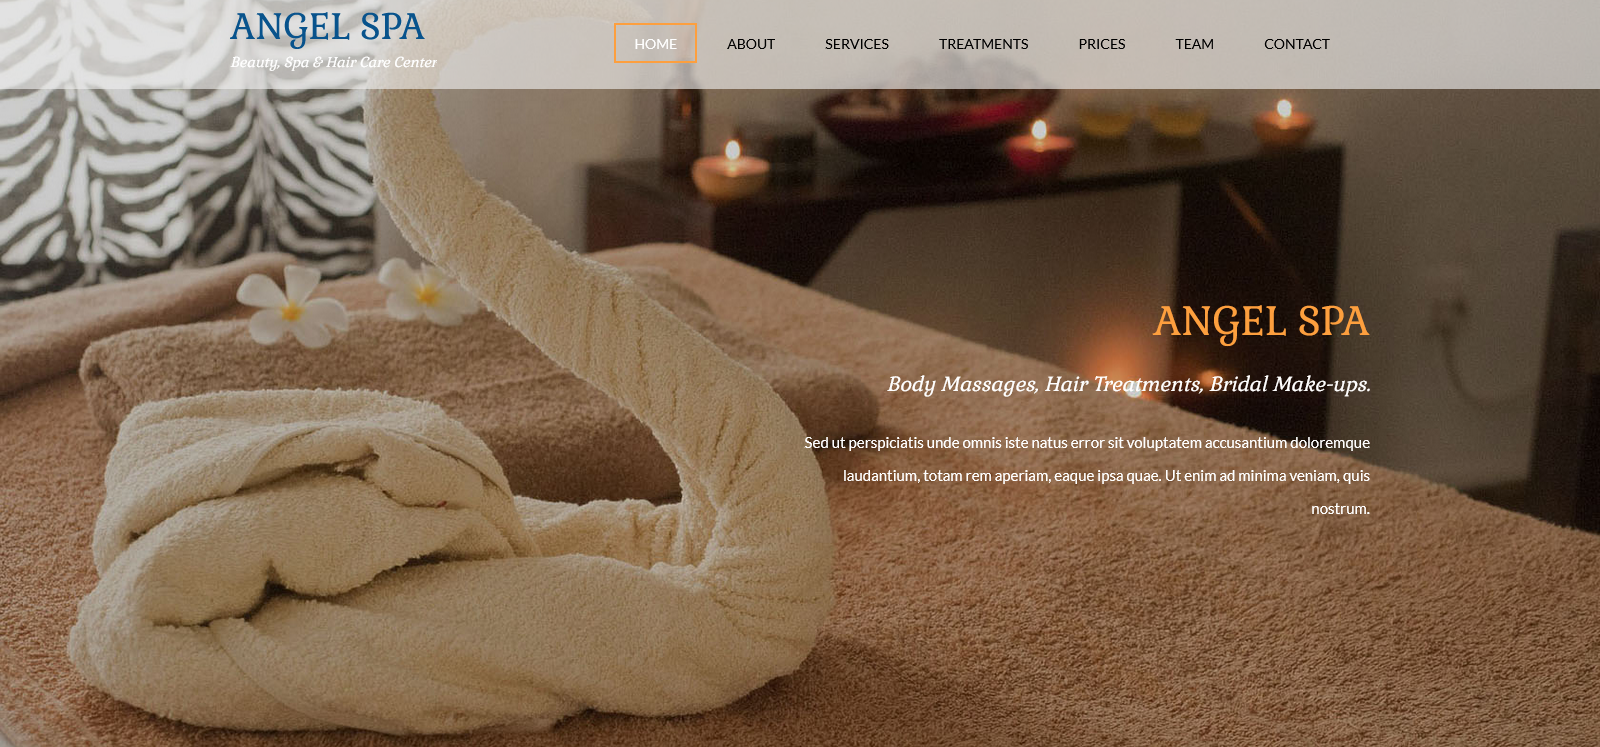 ANGEL SPA
Beauty, Spa & Hair Care Center
HOME
ABOUT
SERVICES
TREATMENTS
PRICES
TEAM
CONTACT
ANGEL SPA
Body Massages, Hair Treatments, Bridal Make-ups.
Sed ut perspiciatis unde omnis iste natus error sit voluptatem accusantium doloremque
laudantium, totam rem aperiam, eaque ipsa quae. Ut enim ad minima veniam, quis
nostrum.